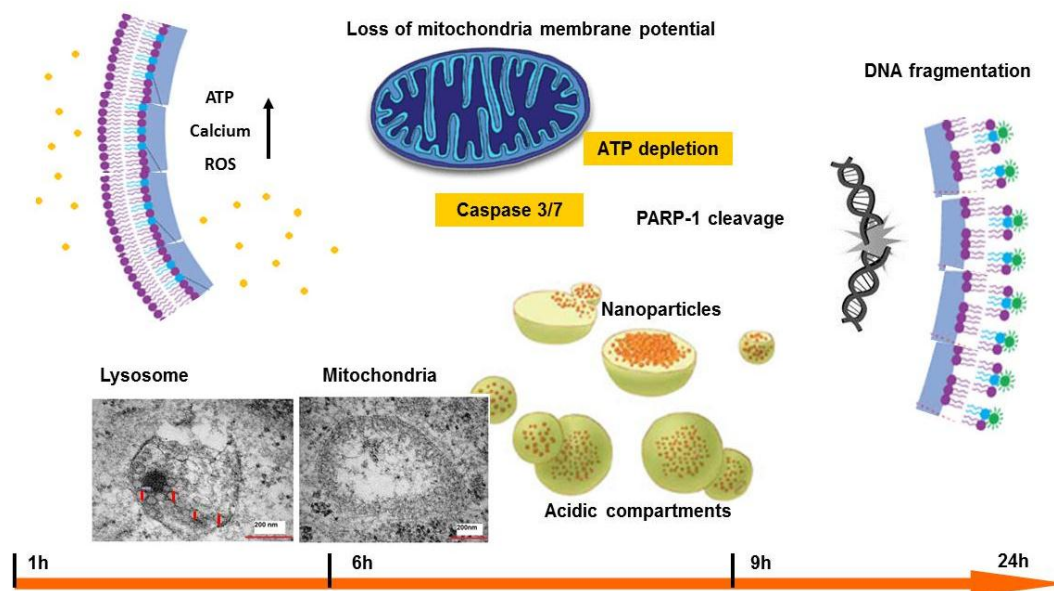 Loss of mitochondria membrane potential
DNA fragmentation
ATP
Calcium
ROS
ATP depletion
Caspase 3/7
PARP-1 cleavage
Nanoparticles
Lysosome
Mitochondria
200 nm
200nm
Acidic compartments
1h
6h
9h
24h